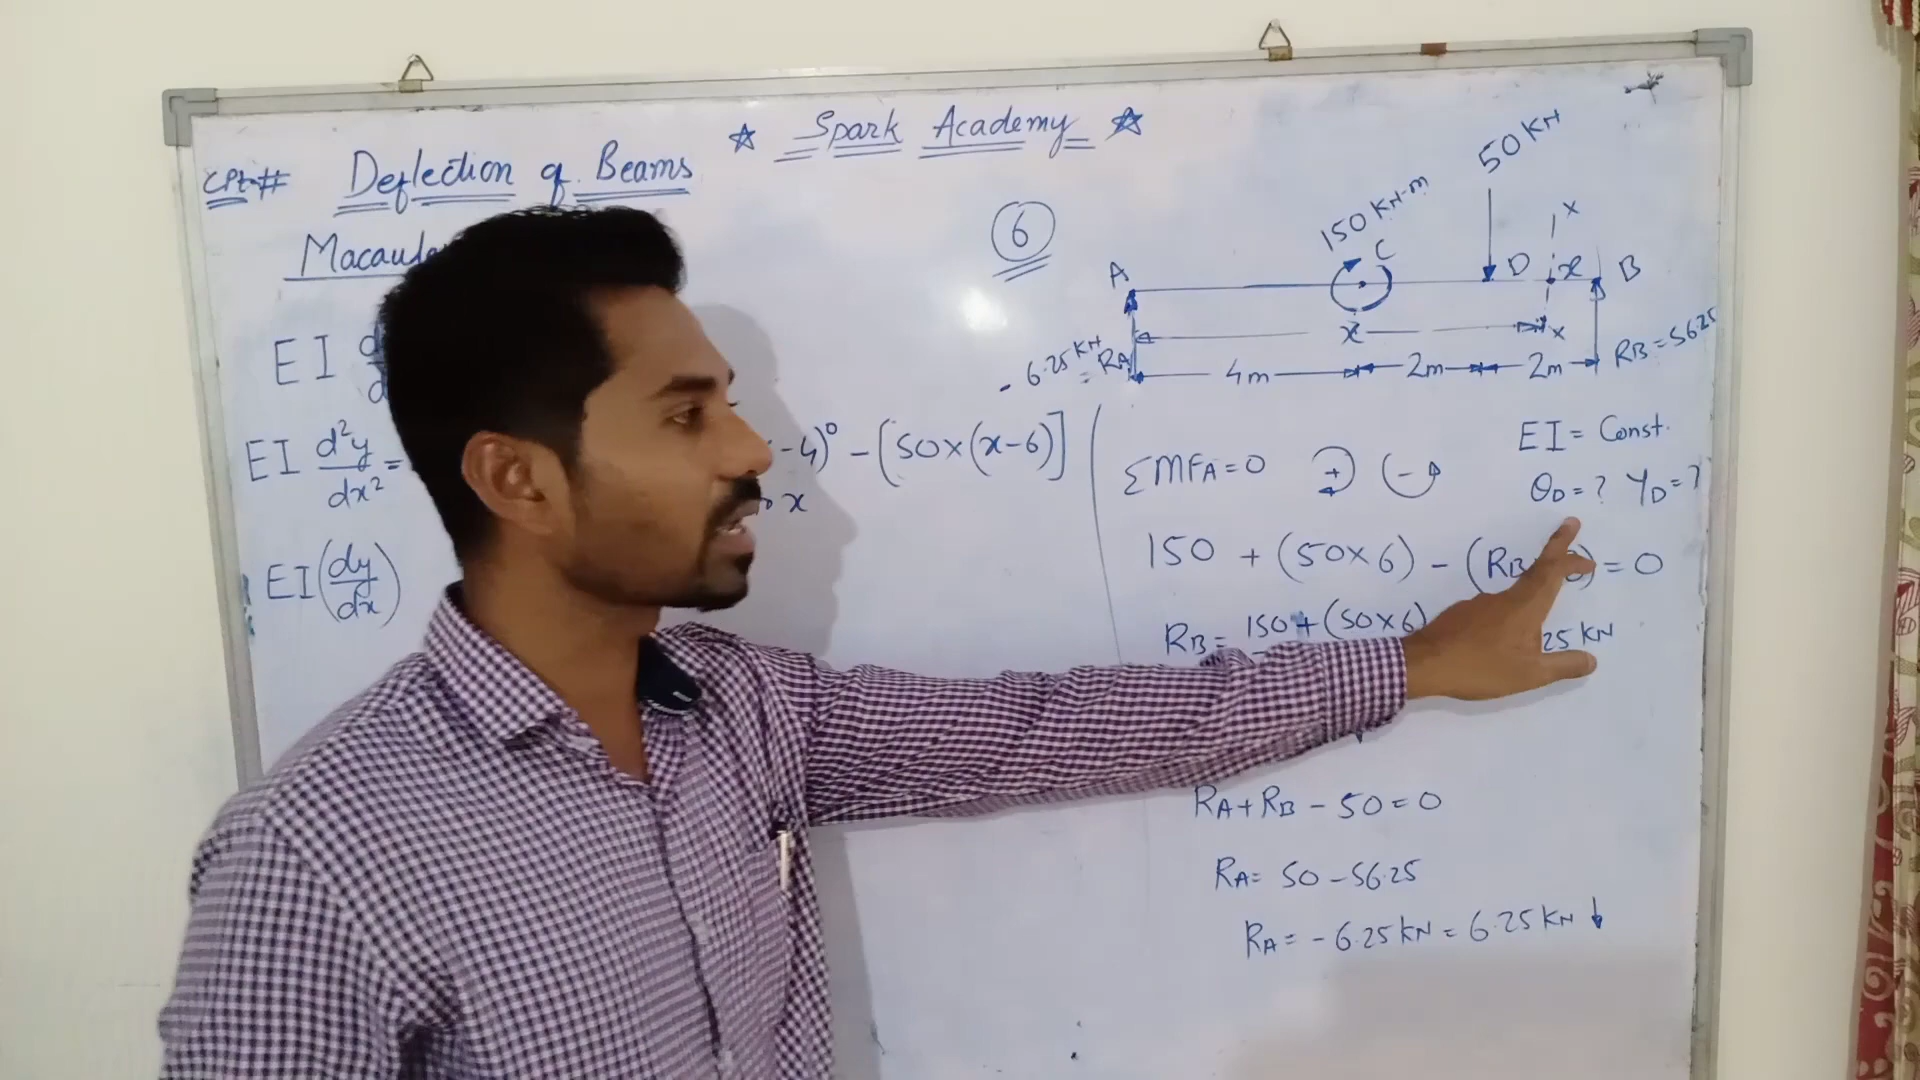 ☆ Spark Academy ☆
Deflection of Beams
6
EI
EI d²y/dx² =
-4)⁰ - [50×(x-6)]
x
EI(dy/dx)
50 KN
150 KN-m
A
C
D
x
B
x
x
x
- 6.25 KN = RA
4m
2m
2m
RB = 56.25
EI = Const.
ΣMFA=0 + -
θD=? YD=?
150 + (50×6) - (RB
) = 0
RB = 150+(50×6)
25 KN
RA+RB - 50 = 0
RA= 50 - 56.25
RA= - 6.25 KN = 6.25 KN ↓